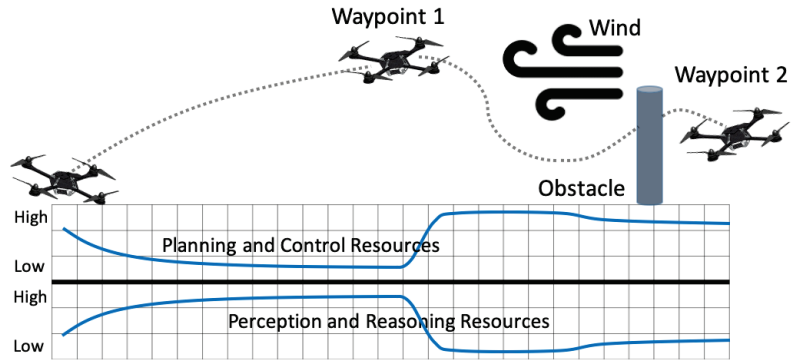 Waypoint 1
Wind
Waypoint 2
Obstacle
High
Planning and Control Resources
Low
High
Perception and Reasoning Resources
Low